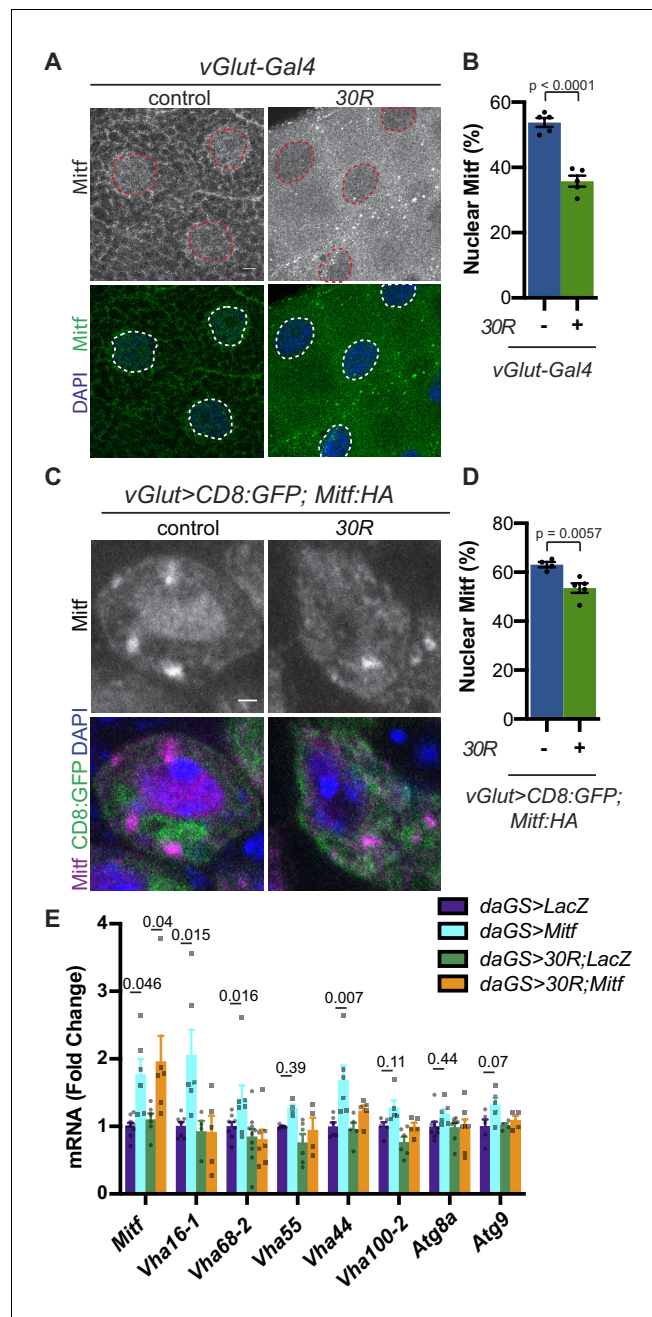 A
vGlut-Gal4
control
30R
Mitf
DAPI Mitf
B
p < 0.0001
Nuclear Mitf (%)
60
40
20
0
30R - +
vGlut-Gal4
C
vGlut>CD8:GFP; Mitf:HA
control
30R
Mitf
Mitf CD8:GFP DAPI
D
p = 0.0057
Nuclear Mitf (%)
80
60
40
20
0
30R - +
vGlut>CD8:GFP;
Mitf:HA
E
daGS>LacZ
daGS>Mitf
daGS>30R;LacZ
daGS>30R;Mitf
mRNA (Fold Change)
4
3
2
1
0
0.046
0.04
0.015
0.016
0.39
0.007
0.11
0.44
0.07
Mitf
Vha16-1
Vha68-2
Vha55
Vha44
Vha100-2
Atg8a
Atg9